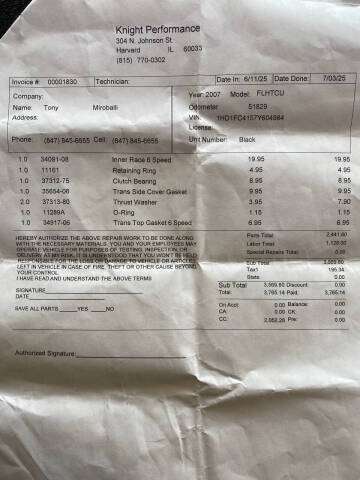 Knight Performance
304 N. Johnson St.
Harvard IL 60033
(815) 770-0302
Invoice #: 00001830 Technician: Date In: 6/11/25 Date Done: 7/03/25
Company:
Name: Tony Miroballi
Address:
Phone: (847) 845-6655 Cell: (847) 845-6655
Year: 2007 Model: FLHTCU
Odometer 51829
VIN: 1HD1FC4157Y604984
License:
Unit Number: Black
1.0 34091-08 Inner Race 6 Speed 19.95 19.95
1.0 11161 Retaining Ring 4.95 4.95
1.0 37312-75 Clutch Bearing 8.95 8.95
1.0 35654-06 Trans Side Cover Gasket 9.95 9.95
2.0 37313-80 Thrust Washer 3.95 7.90
1.0 11289A O-Ring 1.15 1.15
1.0 34917-06 Trans Top Gasket 6 Speed 6.95 6.95
HEREBY AUTHORIZE THE ABOVE REPAIR WORK TO BE DONE ALONG
WITH THE NECESSARY MATERIALS. YOU AND YOUR EMPLOYEES MAY
OPERATE VEHICLE FOR PURPOSES OF TESTING, INSPECTION, OR
DELIVERY AT MY RISK. IT IS UNDERSTOOD THAT YOU WON'T BE HELD
RESPONSIBLE FOR THE LOSS OR DAMAGE TO VEHICLE OR ARTICLES
LEFT IN VEHICLE IN CASE OF FIRE, THEFT OR OTHER CAUSE BEYOND
YOUR CONTROL
I HAVE READ AND UNDERSTAND THE ABOVE TERMS
SIGNATURE
DATE
SAVE ALL PARTS YES NO
Parts Total 2,441.80
Labor Total 1,128.00
Special Repairs Total 0.00
Sub Total 3,569.80
Tax1 195.34
State 0.00
Sub Total 3,569.80 Discount: 0.00
Total: 3,765.14 Paid: 3,765.14
On Acct: 0.00 Balance: 0.00
CA 0.00 CK 0.00
CC: 2,052.26 Pre: 0.00
Authorized Signature: